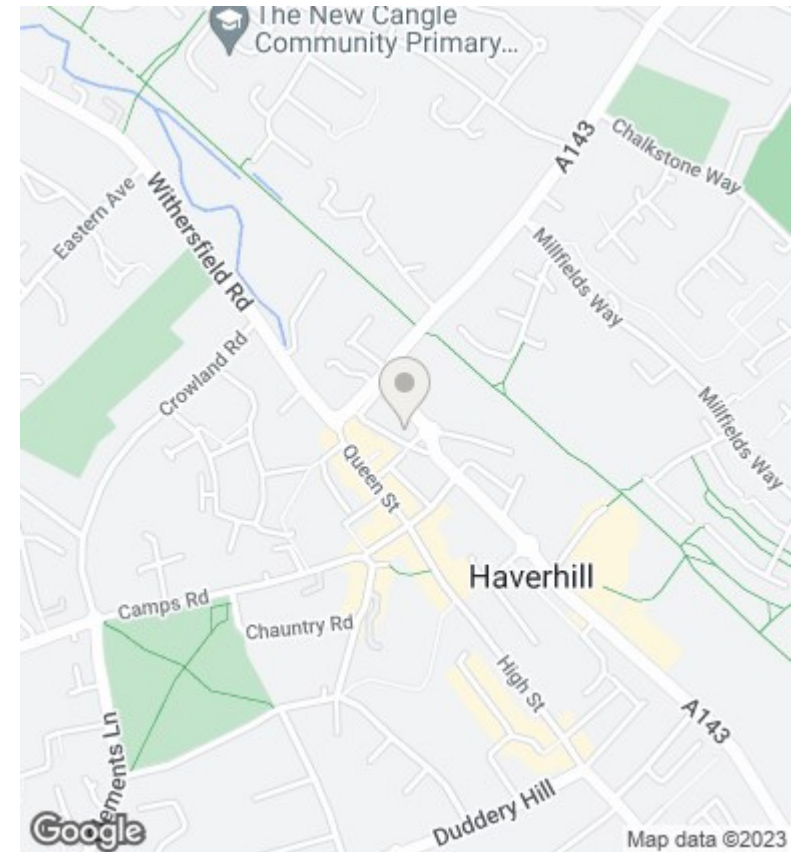 The New Cangle
Community Primary...
A143
Chalkstone Way
Eastern Ave
Withersfield Rd
Millfields Way
Crowland Rd
Millfields Way
Queen St
Haverhill
Camps Rd
Chauntry Rd
High St
A143
ements Ln
Duddery Hill
Google
Map data ©2023